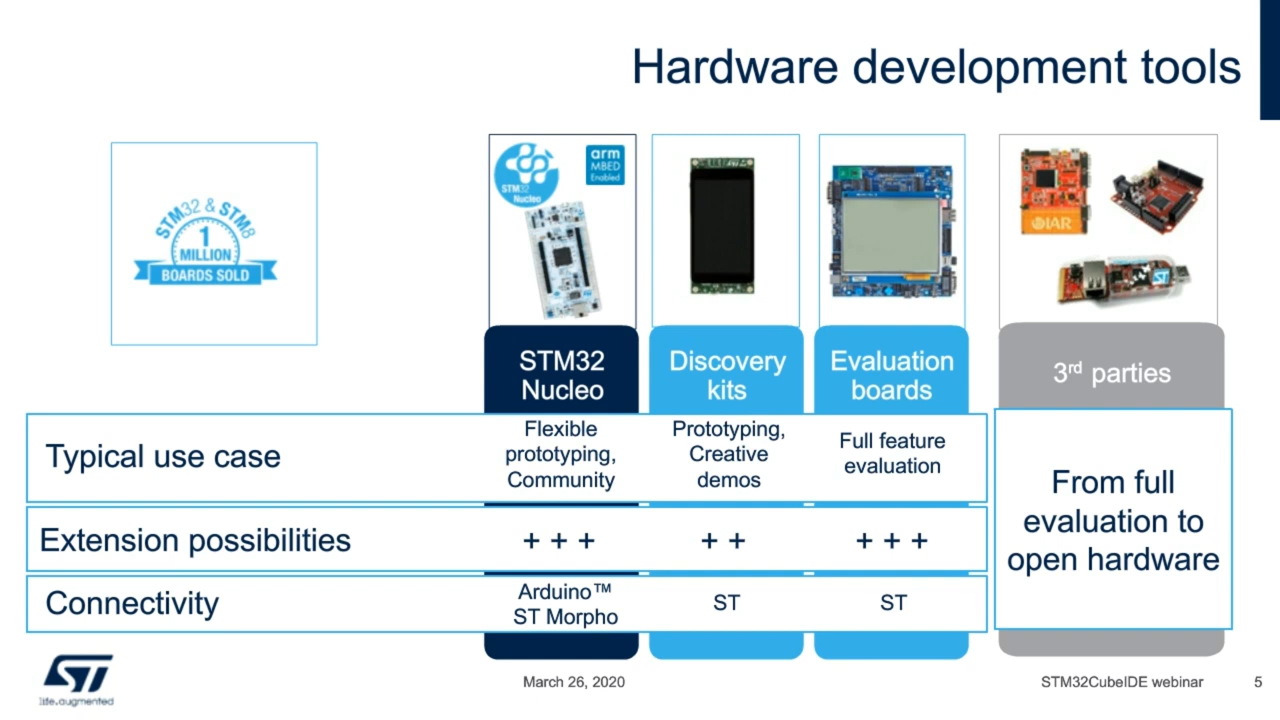 Hardware development tools
STM32 & STM8
1
MILLION
BOARDS SOLD
STM32
Nucleo
arm
MBED
Enabled
IAR
ST
STM32
Nucleo
Discovery
kits
Evaluation
boards
3rd parties
Typical use case
Flexible
prototyping,
Community
Prototyping,
Creative
demos
Full feature
evaluation
From full
evaluation to
open hardware
Extension possibilities
+ + +
+ +
+ + +
Connectivity
Arduino™
ST Morpho
ST
ST
ST
life.augmented
March 26, 2020
STM32CubeIDE webinar
5